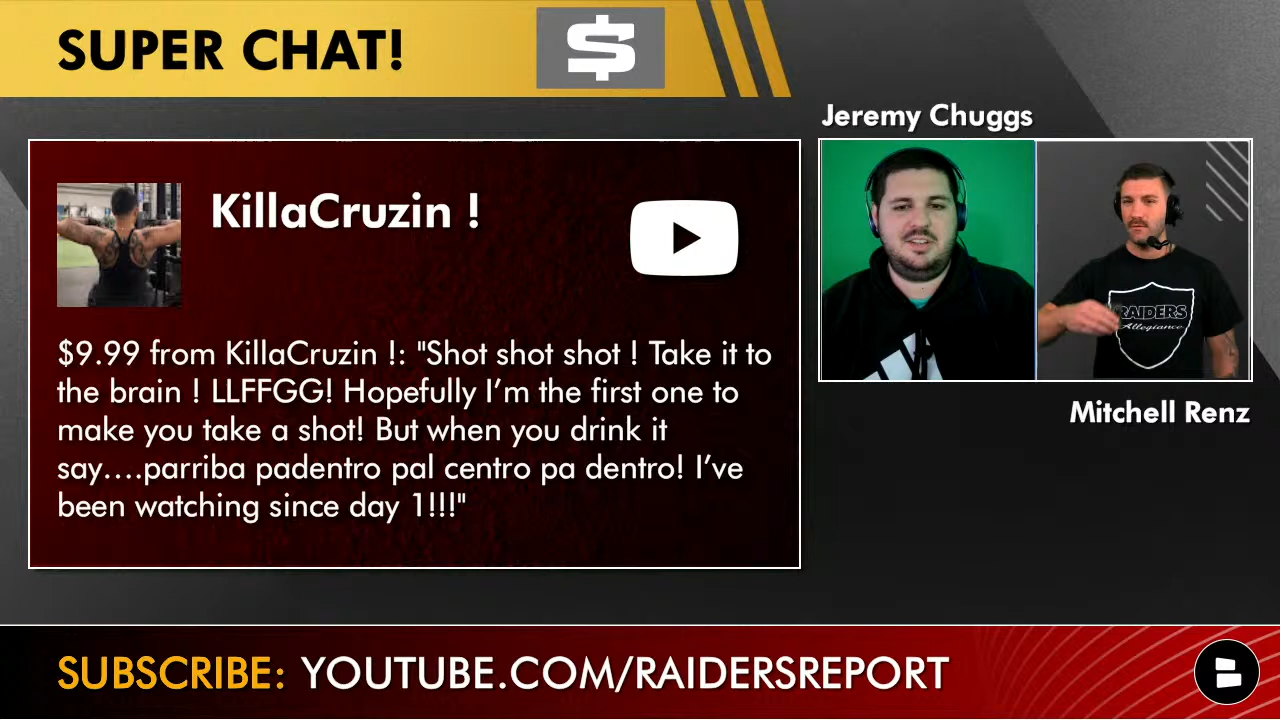 SUPER CHAT!
$
Jeremy Chuggs
KillaCruzin !
RAIDERS
Allegiance
$9.99 from KillaCruzin !: "Shot shot shot ! Take it to
the brain ! LLFFGG! Hopefully I’m the first one to
make you take a shot! But when you drink it
say….parriba padentro pal centro pa dentro! I’ve
been watching since day 1!!!"
Mitchell Renz
SUBSCRIBE: YOUTUBE.COM/RAIDERSREPORT